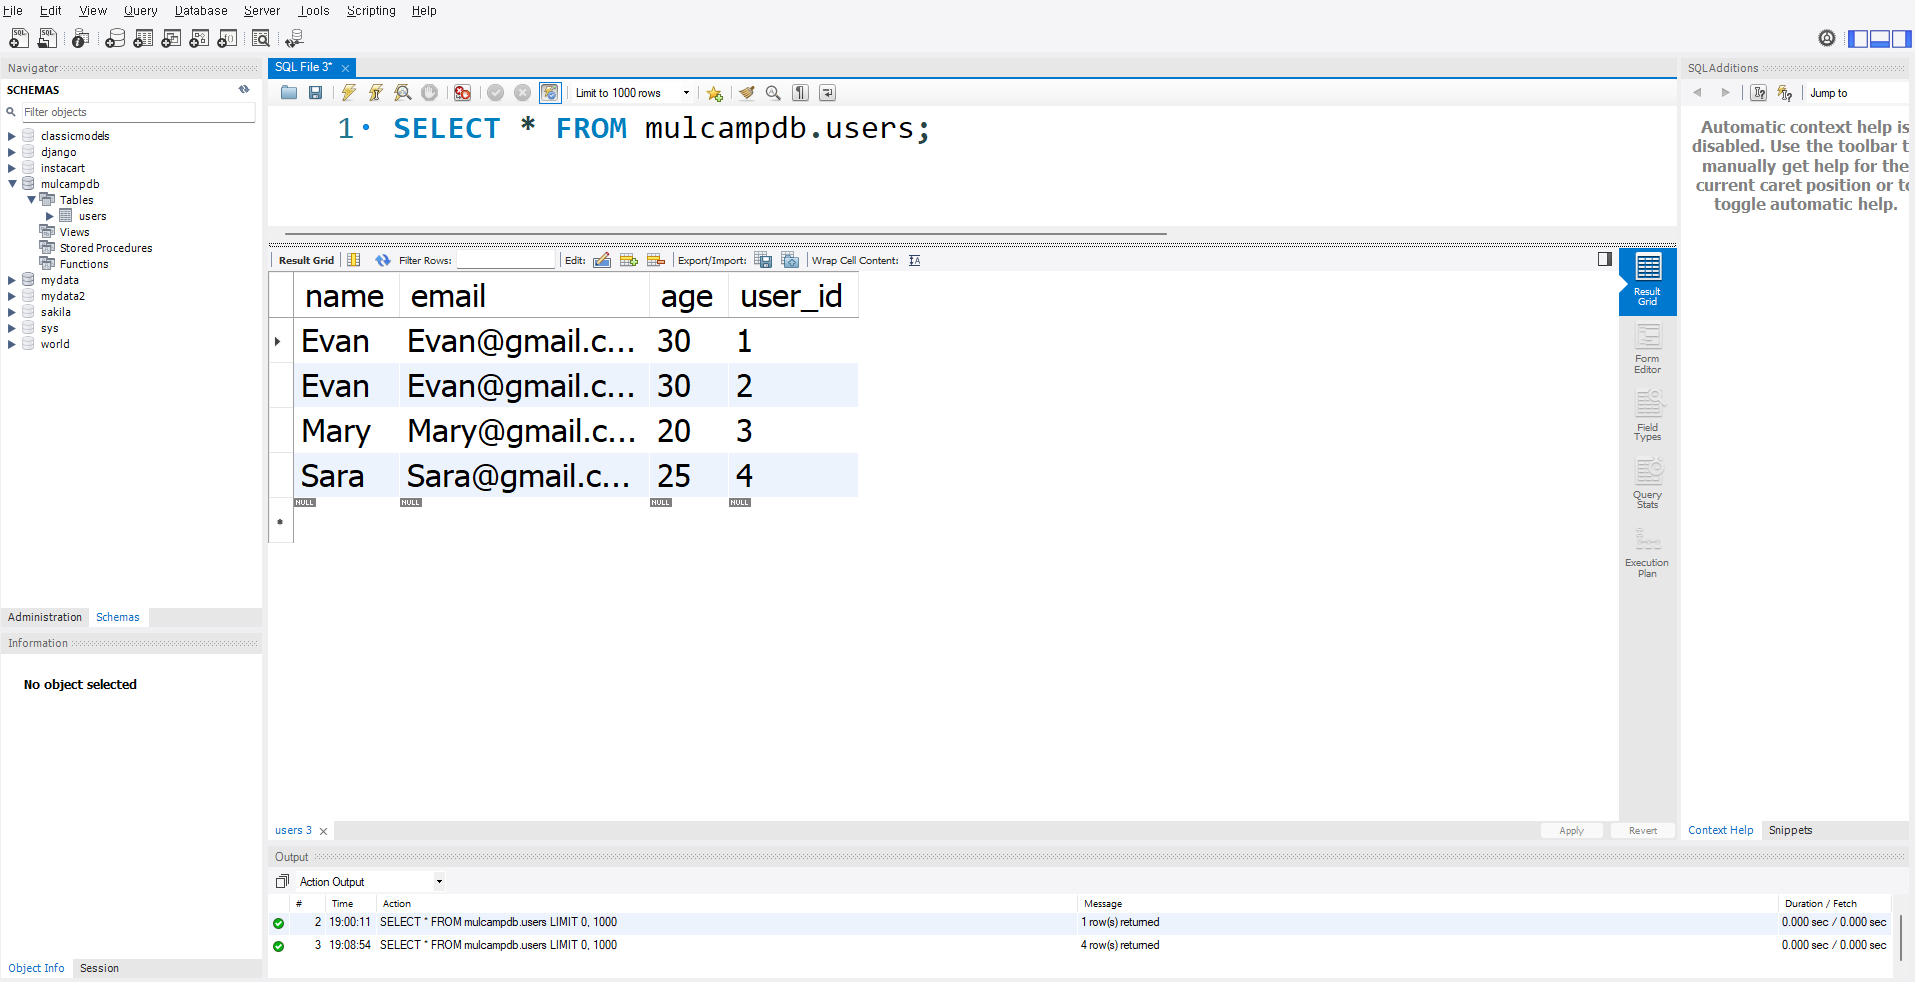 File Edit View Query Database Server Tools Scripting Help
Navigator
SCHEMAS
Filter objects
classicmodels
django
instacart
mulcampdb
Tables
users
Views
Stored Procedures
Functions
mydata
mydata2
sakila
sys
world
Administration Schemas
Information
No object selected
Object Info Session
SQL File 3*
Limit to 1000 rows
1 SELECT * FROM mulcampdb.users;
Result Grid Filter Rows: Edit: Export/Import: Wrap Cell Content:
name email age user_id
Evan Evan@gmail.c... 30 1
Evan Evan@gmail.c... 30 2
Mary Mary@gmail.c... 20 3
Sara Sara@gmail.c... 25 4
NULL NULL NULL NULL
Result
Grid
Form
Editor
Field
Types
Query
Stats
Execution
Plan
users 3 Apply Revert
Output
Action Output
# Time Action Message Duration / Fetch
2 19:00:11 SELECT * FROM mulcampdb.users LIMIT 0, 1000 1 row(s) returned 0.000 sec / 0.000 sec
3 19:08:54 SELECT * FROM mulcampdb.users LIMIT 0, 1000 4 row(s) returned 0.000 sec / 0.000 sec
SQLAdditions
Jump to
Automatic context help is
disabled. Use the toolbar t
manually get help for the
current caret position or to
toggle automatic help.
Context Help Snippets